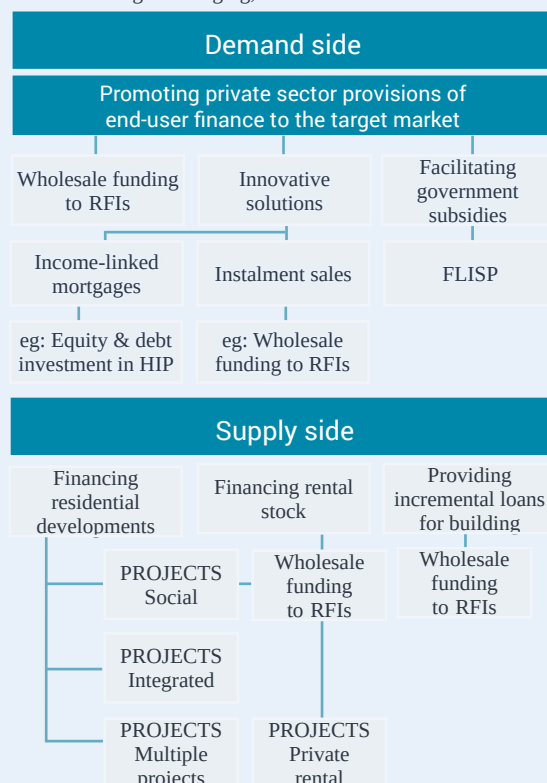 Demand side
Promoting private sector provisions of
end-user finance to the target market
Wholesale funding
to RFIs
Innovative
solutions
Facilitating
government
subsidies
Income-linked
mortgages
Instalment sales
FLISP
eg: Equity & debt
investment in HIP
eg: Wholesale
funding to RFIs
Supply side
Financing
residential
developments
Financing rental
stock
Providing
incremental loans
for building
PROJECTS
Social
Wholesale
funding
to RFIs
Wholesale
funding
to RFIs
PROJECTS
Integrated
PROJECTS
Multiple
projects
PROJECTS
Private
rental